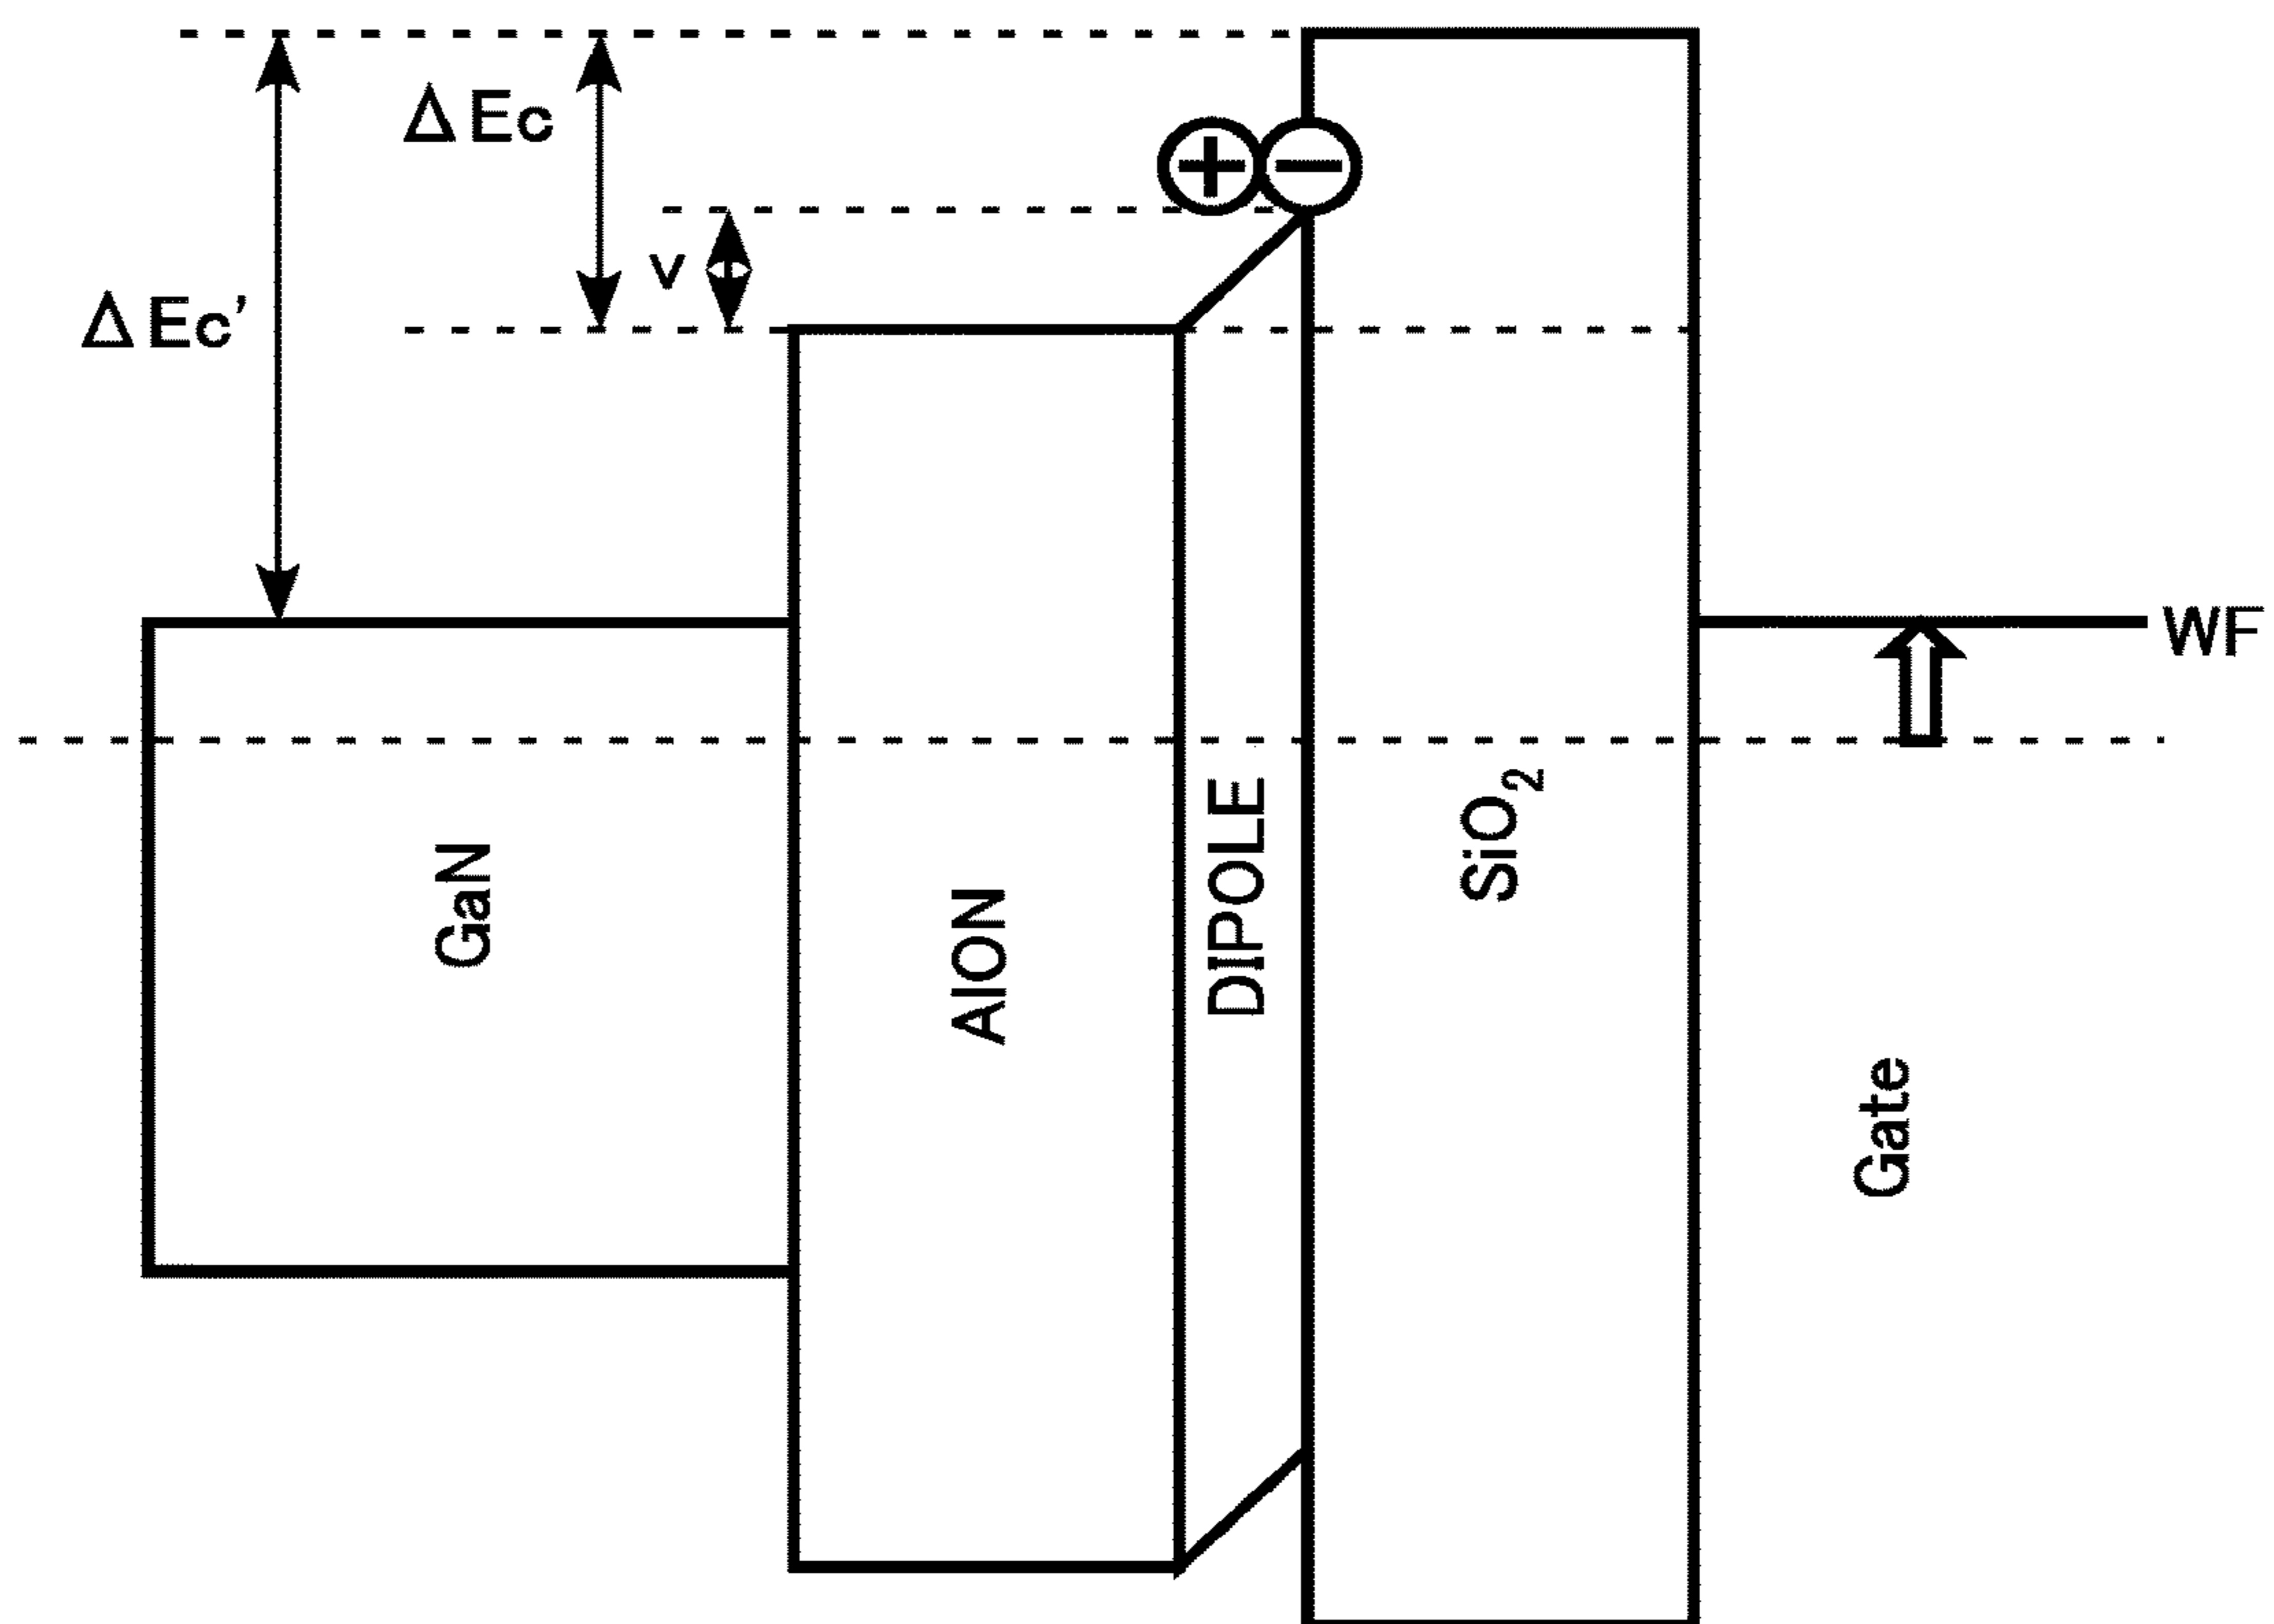 ΔEc
V
ΔEc'
WF
GaN
AlON
DIPOLE
SiO₂
Gate